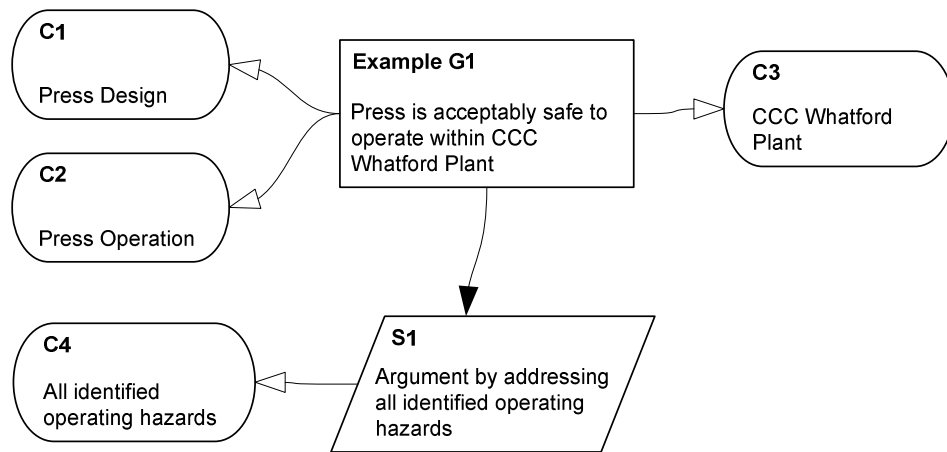 C1
Press Design
Example G1
Press is acceptably safe to
operate within CCC
Whatford Plant
C3
CCC Whatford
Plant
C2
Press Operation
C4
All identified
operating hazards
S1
Argument by addressing
all identified operating
hazards